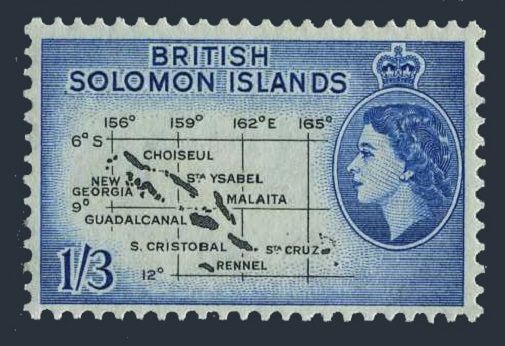 BRITISH
SOLOMON ISLANDS
156° 159° 162°E 165°
6°S
CHOISEUL
STA YSABEL
NEW
GEORGIA
MALAITA
9°
GUADALCANAL
S. CRISTOBAL
STA CRUZ
RENNEL
1/3
12°